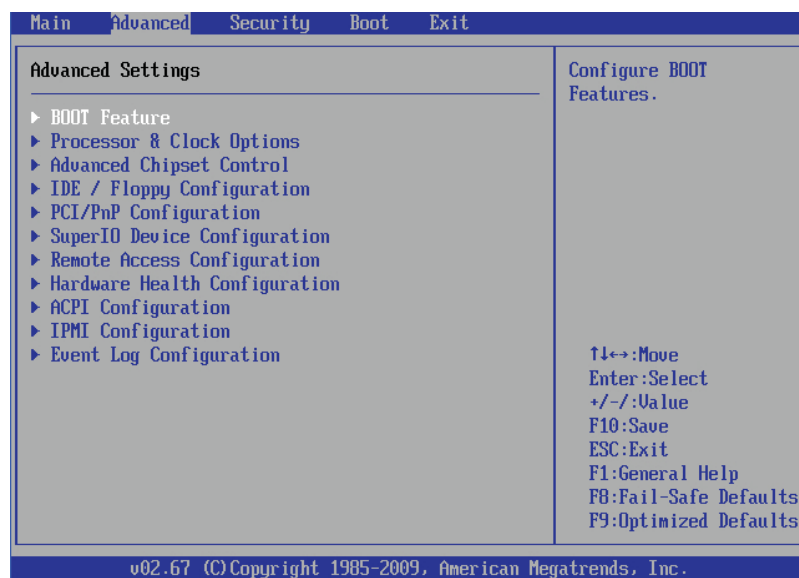 Main Advanced Security Boot Exit
Advanced Settings
▶ BOOT Feature
▶ Processor & Clock Options
▶ Advanced Chipset Control
▶ IDE / Floppy Configuration
▶ PCI/PnP Configuration
▶ SuperIO Device Configuration
▶ Remote Access Configuration
▶ Hardware Health Configuration
▶ ACPI Configuration
▶ IPMI Configuration
▶ Event Log Configuration
Configure BOOT
Features.
↑↓←→:Move
Enter:Select
+/-/:Value
F10:Save
ESC:Exit
F1:General Help
F8:Fail-Safe Defaults
F9:Optimized Defaults
v02.67 (C)Copyright 1985-2009, American Megatrends, Inc.